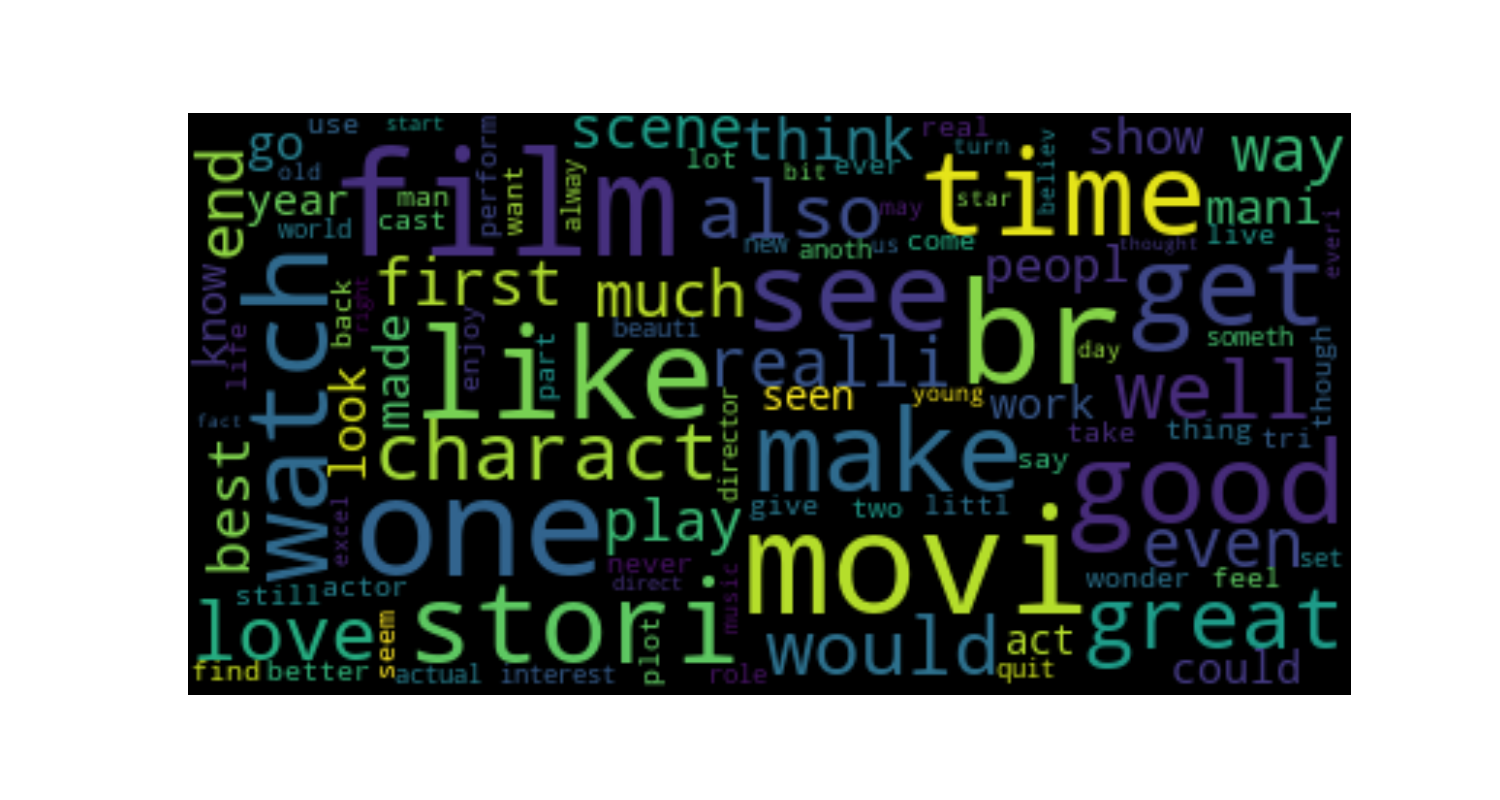 use
start
perform
scene
think
real
believ
show
way
go
old
lot
bit
ever
turn
end
year
film
man
cast
want
alway
also
may
time
star
mani
world
new
anoth
us
come
thought
live
everi
know
watch
back
right
first
much
see
peopl
get
life
made
like
enjoy
part
beauti
realli
br
day
someth
though
look
seen
young
work
well
fact
best
charact
director
make
say
take
thing
tri
good
excel
one
play
give
two
littl
even
set
still
actor
never
direct
music
movi
wonder
feel
love
seem
stori
plot
would
act
great
find
better
actual
interest
role
quit
could